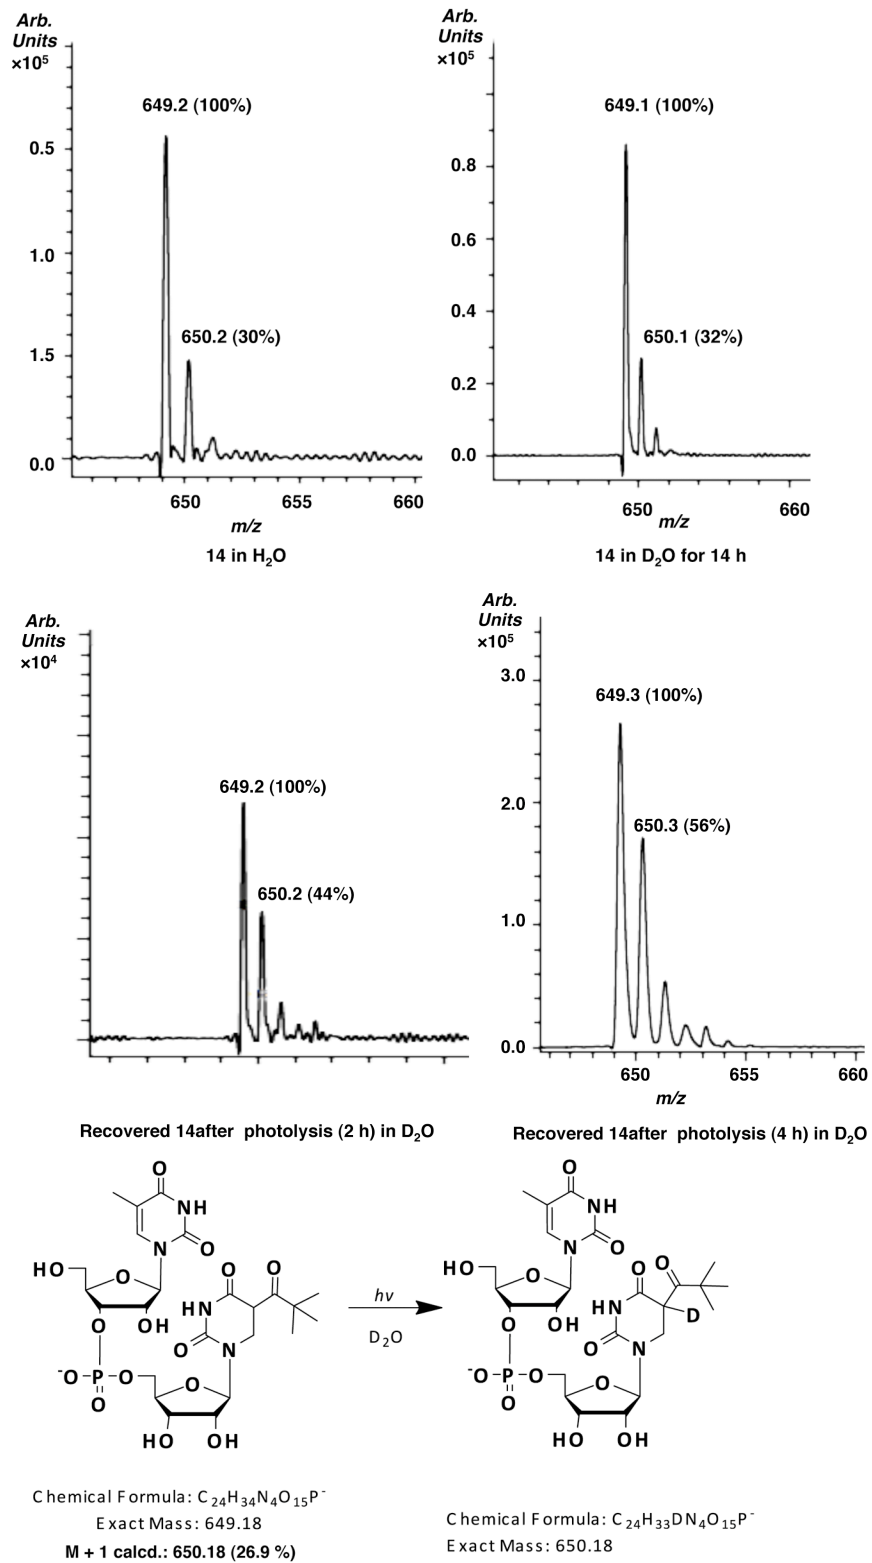 Arb.
Units
×10⁵
649.2 (100%)
0.5
1.0
650.2 (30%)
1.5
0.0
650 655 660
m/z
14 in H₂O
Arb.
Units
×10⁵
649.1 (100%)
0.8
0.6
0.4
650.1 (32%)
0.2
0.0
650 660
m/z
14 in D₂O for 14 h
Arb.
Units
×10⁴
649.2 (100%)
650.2 (44%)
Recovered 14after photolysis (2 h) in D₂O
Arb.
Units
×10⁵
3.0
649.3 (100%)
2.0
650.3 (56%)
1.0
0.0
650 655 660
m/z
Recovered 14after photolysis (4 h) in D₂O
O
NH
N O
HO O
O O
HN
O OH
O N
⁻O-P-O O
O
HO OH
hν
D₂O
O
NH
N O
HO O
O O
HN D
O OH
O N
⁻O-P-O O
O
HO OH
Chemical Formula: C₂₄H₃₄N₄O₁₅P⁻
Exact Mass: 649.18
M + 1 calcd.: 650.18 (26.9 %)
Chemical Formula: C₂₄H₃₃DN₄O₁₅P⁻
Exact Mass: 650.18